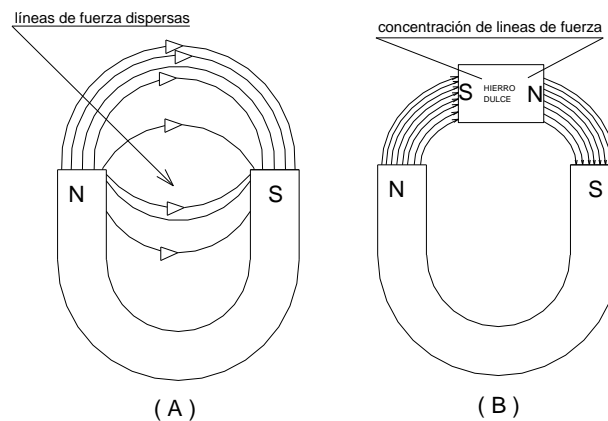 líneas de fuerza dispersas
concentración de lineas de fuerza
S
HIERRO
DULCE
N
N
S
N
S
( A )
( B )